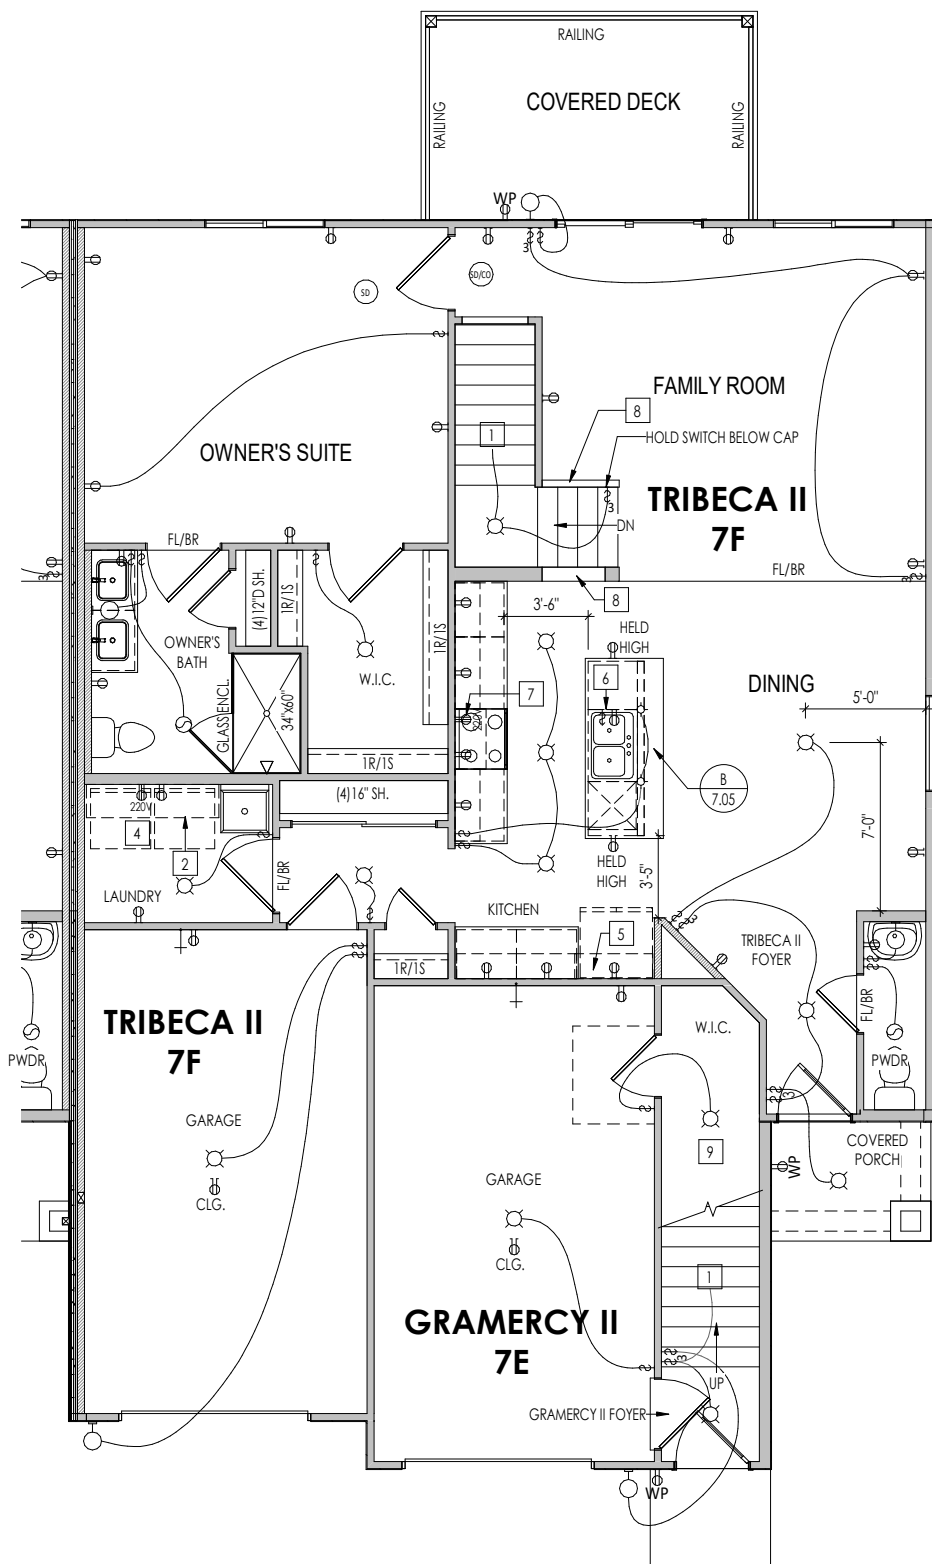 RAILING
COVERED DECK
RAILING
RAILING
WP
SD
SD/CO
3
FAMILY ROOM
8
1
HOLD SWITCH BELOW CAP
OWNER'S SUITE
TRIBECA II
7F
3
DN
FL/BR
FL/BR
3
3
(4)12"D SH.
1R/1S
1R/1S
8
3'-6"
HELD
HIGH
OWNER'S
BATH
W.I.C.
GLASS ENCL.
34"x60"
6
7
220V
DINING
5'-0"
1R/1S
B
7.05
(4)16" SH.
220V
4
2
7'-0"
FL/BR
HELD
HIGH
3'-5"
LAUNDRY
KITCHEN
3
5
TRIBECA II
FOYER
1R/1S
FL/BR
TRIBECA II
7F
W.I.C.
PWDR
PWDR
3
GARAGE
9
COVERED
PORCH
WP
GARAGE
CLG.
CLG.
1
GRAMERCY II
7E
3
UP
GRAMERCY II FOYER
WP